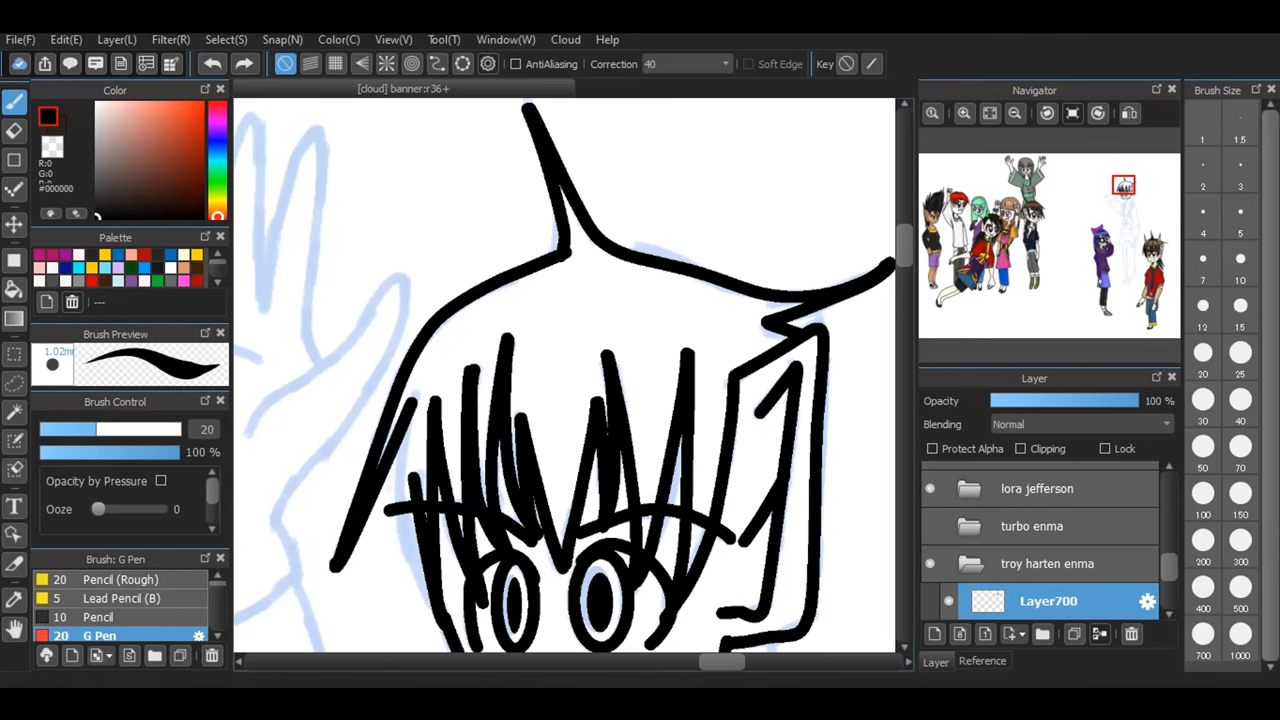 File(F) Edit(E) Layer(L) Filter(R) Select(S) Snap(N) Color(C) View(V) Tool(T) Window(W) Cloud Help
AntiAliasing Correction 40 Soft Edge Key
Color
[cloud] banner:r36+
Navigator
Brush Size
R:0
G:0
B:0
#000000
Palette
---
Brush Preview
1.02m
Brush Control
20
100 %
Opacity by Pressure
Ooze 0
Brush: G Pen
20 Pencil (Rough)
5 Lead Pencil (B)
10 Pencil
20 G Pen
Layer
Opacity 100 %
Blending Normal
Protect Alpha Clipping Lock
lora jefferson
turbo enma
troy harten enma
Layer700
Layer Reference
1 1.5
2 3
4 5
7 10
12 15
20 25
30 40
50 70
100 150
200 300
400 500
700 1000